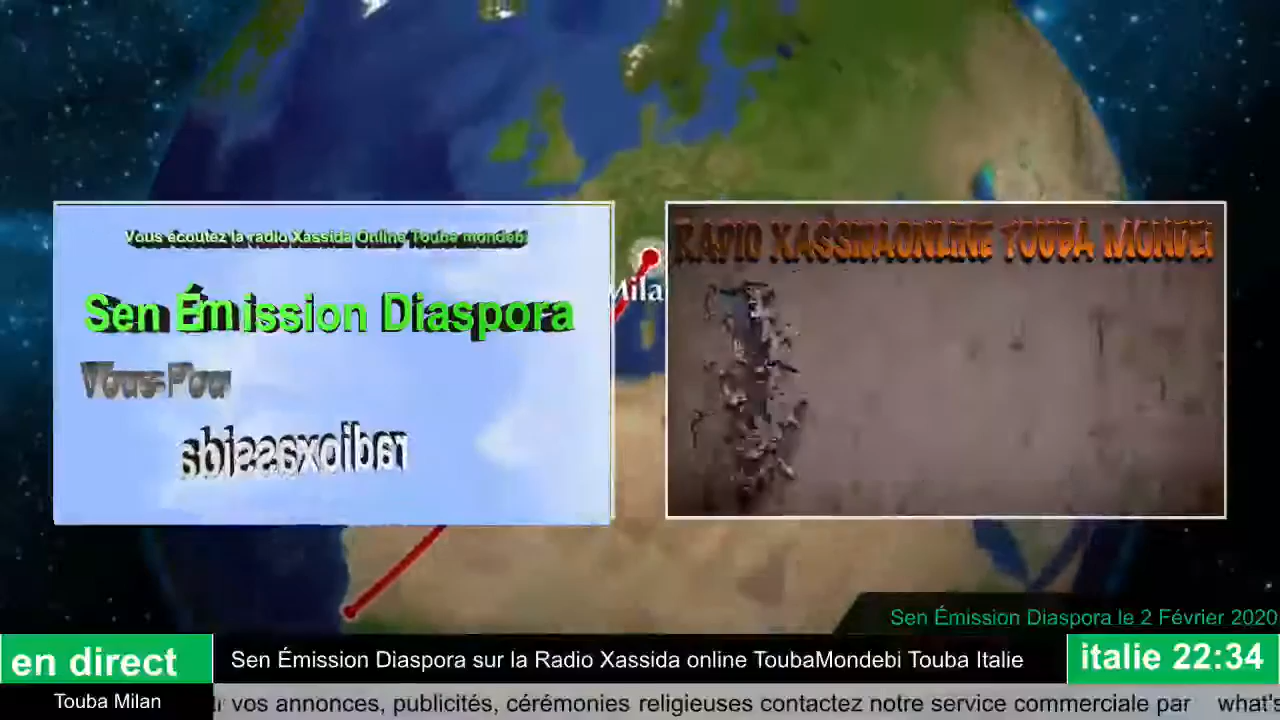 Vous écoutez la radio Xassida Online Touba mondebi
Sen Émission Diaspora
Vous Pou
radioxassida
RADIO XASSIDAONLINE TOUBA MONDEBI
Mila
Sen Émission Diaspora le 2 Février 2020
en direct
Sen Émission Diaspora sur la Radio Xassida online ToubaMondebi Touba Italie
italie 22:34
Touba Milan
vos annonces, publicités, cérémonies religieuses contactez notre service commerciale par what's